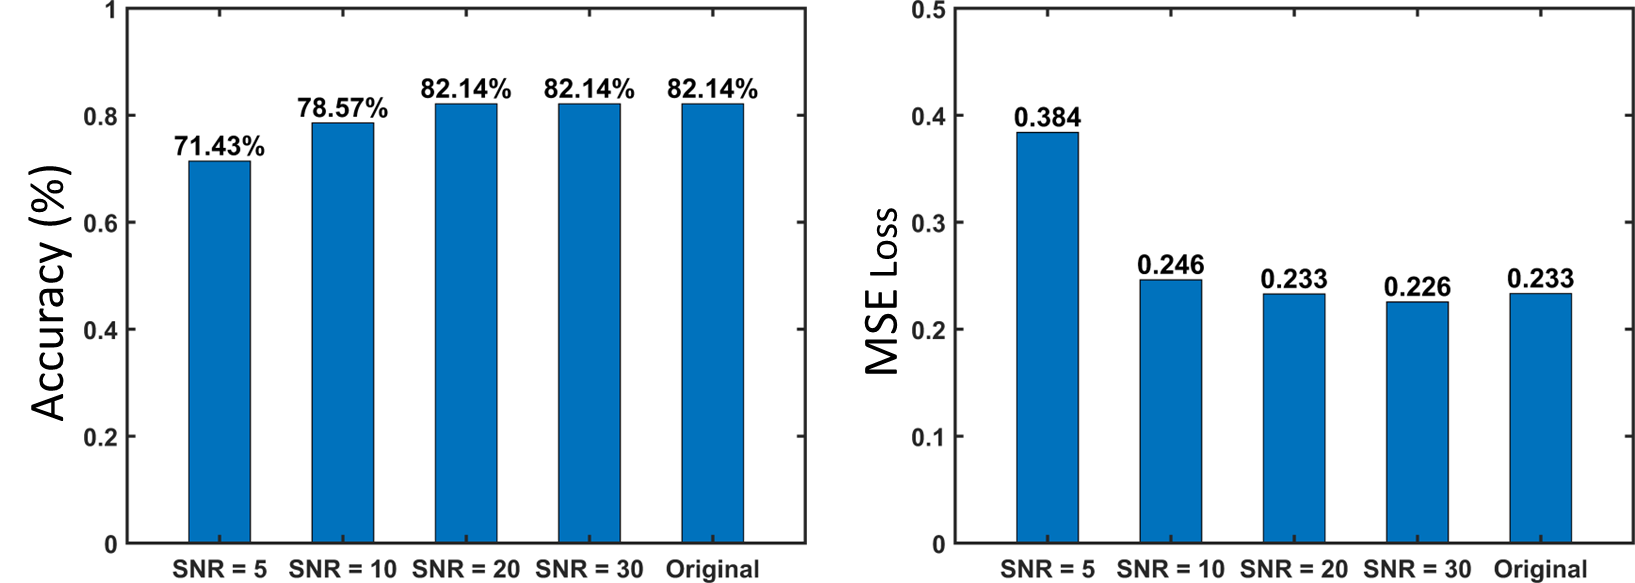 Accuracy (%)
1
0.8
0.6
0.4
0.2
0
71.43%
78.57%
82.14%
82.14%
82.14%
SNR = 5
SNR = 10
SNR = 20
SNR = 30
Original
MSE Loss
0.5
0.4
0.3
0.2
0.1
0
0.384
0.246
0.233
0.226
0.233
SNR = 5
SNR = 10
SNR = 20
SNR = 30
Original